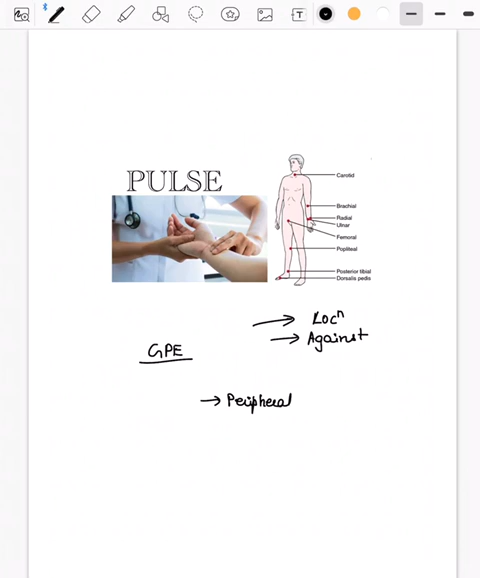 PULSE
Carotid
Brachial
Radial
Ulnar
Femoral
Popliteal
Posterior tibial
Dorsalis pedis
→ Locⁿ
→ Against
GPE
→ Peripheral